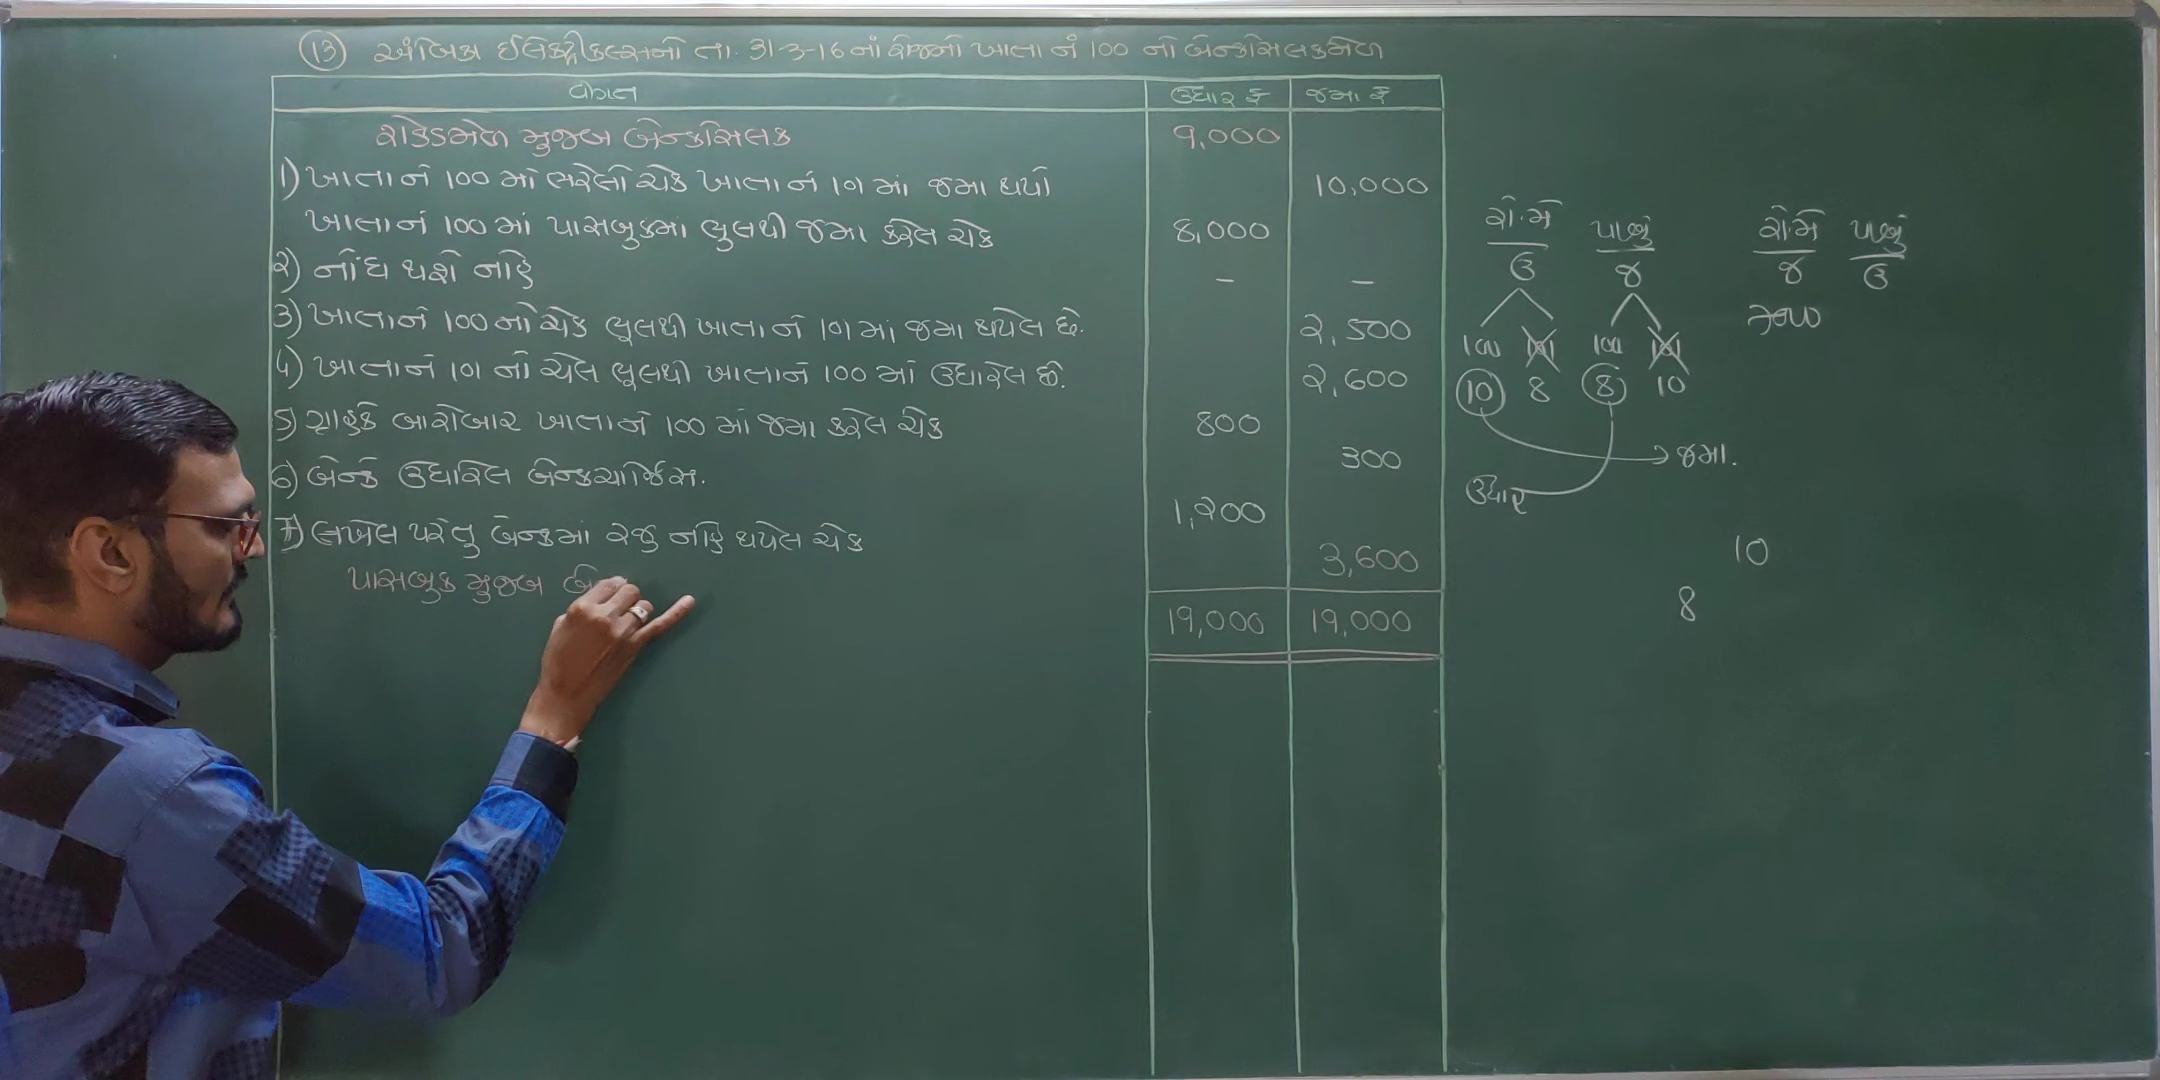 (13) અંબિકા ઈલેક્ટ્રીકલ્સની તા. 31-3-16 નાં રોજનો ખાતા નં 100 નો બેન્કસિલકમેળ
વિગત ઉધાર ₹ જમા ₹
રોકડમેળ મુજબ બેન્કસિલક 9,000
1) ખાતા નં 100 માં ભરેલો ચેક ખાતા નં 101 માં જમા થયો 10,000
ખાતા નં 100 માં પાસબુકમાં ભુલથી જમા કરેલ ચેક 8,000
2) નોંધ થશે નહિ - -
3) ખાતા નં 100 નો ચેક ભૂલથી ખાતા નં 101 માં જમા થયેલ છે. 2,500
4) ખાતા નં 101 નો ચેલ ભૂલથી ખાતા નં 100 માં ઉધારેલ છે. 2,600
5) ગ્રાહકે બારોબાર ખાતા નં 100 માં જમા કરેલ ચેક 800
6) બેન્કે ઉધારેલ બેન્કચાર્જિસ. 300
7) લખેલ પરંતુ બેન્કમાં રજુ નહિ થયેલ ચેક 1,200
પાસબુક મુજબ 3,600
19,000 19,000
રો.મે પા.બું
ઉ જ
100 101 100 101
10 8 8 10
જમા.
ઉધાર
રો.મે પા.બું
જ ઉ
10
8